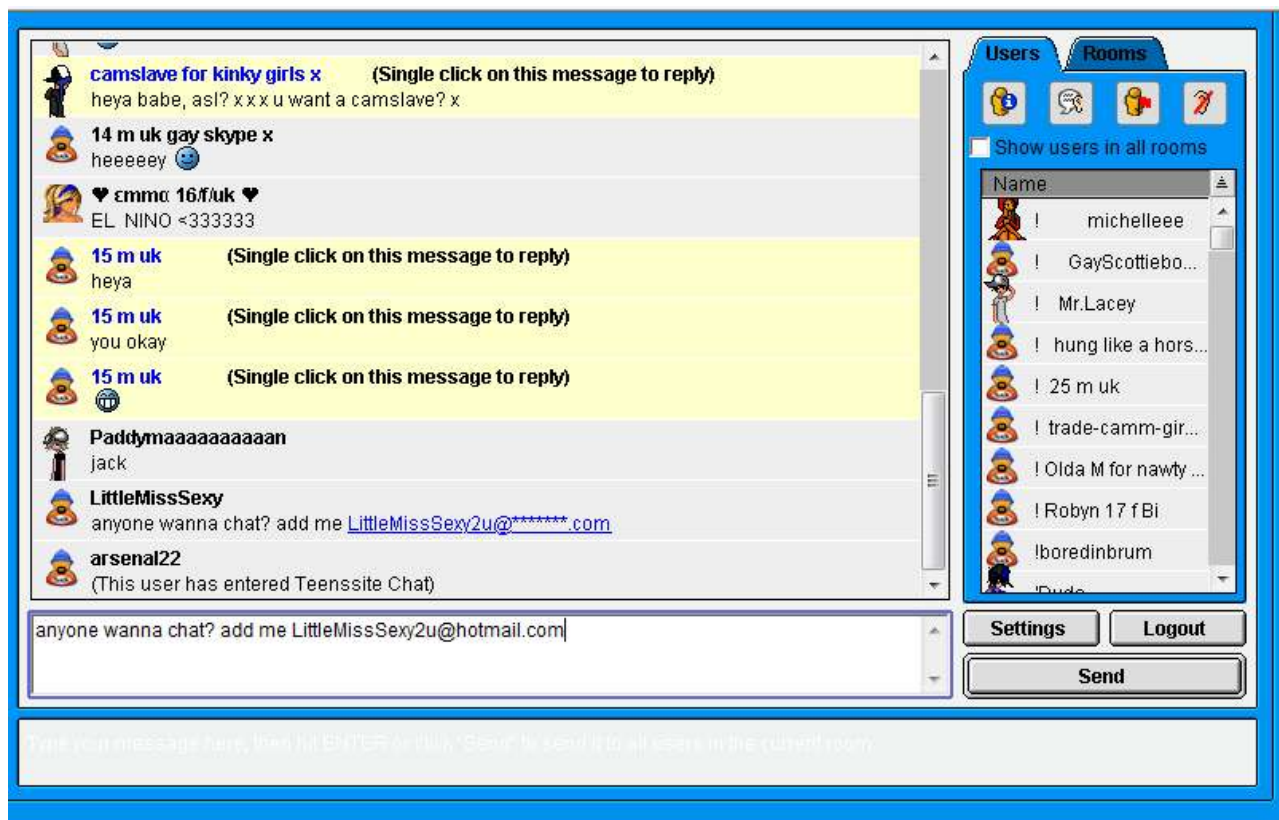 Users
Rooms
camslave for kinky girls x (Single click on this message to reply)
heya babe, asl? x x x u want a camslave? x
14 m uk gay skype x
heeeeey
♥ εmmα 16/f/uk ♥
EL NINO <333333
15 m uk (Single click on this message to reply)
heya
15 m uk (Single click on this message to reply)
you okay
15 m uk (Single click on this message to reply)
Paddymaaaaaaaaaan
jack
LittleMissSexy
anyone wanna chat? add me LittleMissSexy2u@*******.com
arsenal22
(This user has entered Teenssite Chat)
Show users in all rooms
Name
! michelleee
! GayScottiebo...
! Mr.Lacey
! hung like a hors...
! 25 m uk
! trade-camm-gir...
! Olda M for nawty ...
! Robyn 17 f Bi
!boredinbrum
anyone wanna chat? add me LittleMissSexy2u@hotmail.com
Settings
Logout
Send
Type your message here, then hit ENTER or click "Send" to send it to all users in the current room